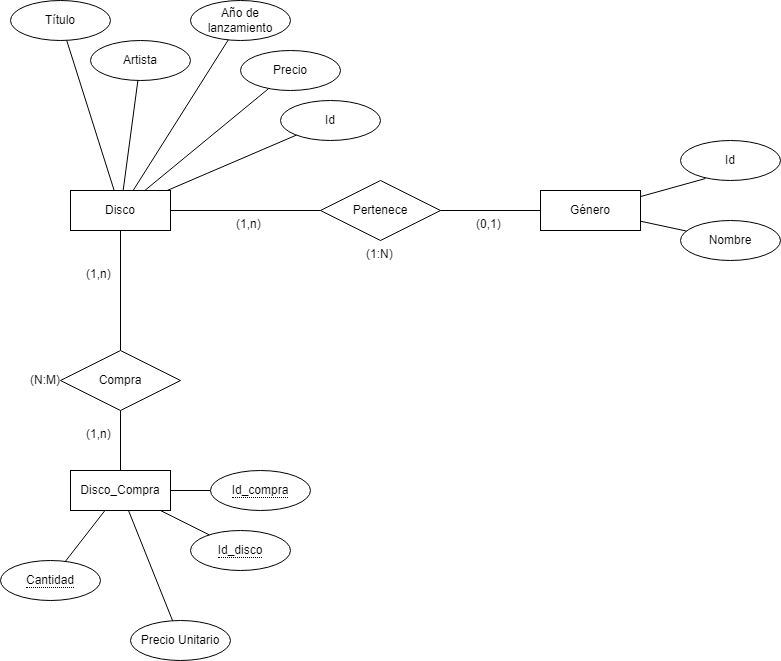 Título
Año de
lanzamiento
Artista
Precio
Id
Id
Disco
Pertenece
Género
(1,n)
(0,1)
Nombre
(1:N)
(1,n)
(N:M)
Compra
(1,n)
Disco_Compra
Id_compra
Id_disco
Cantidad
Precio Unitario